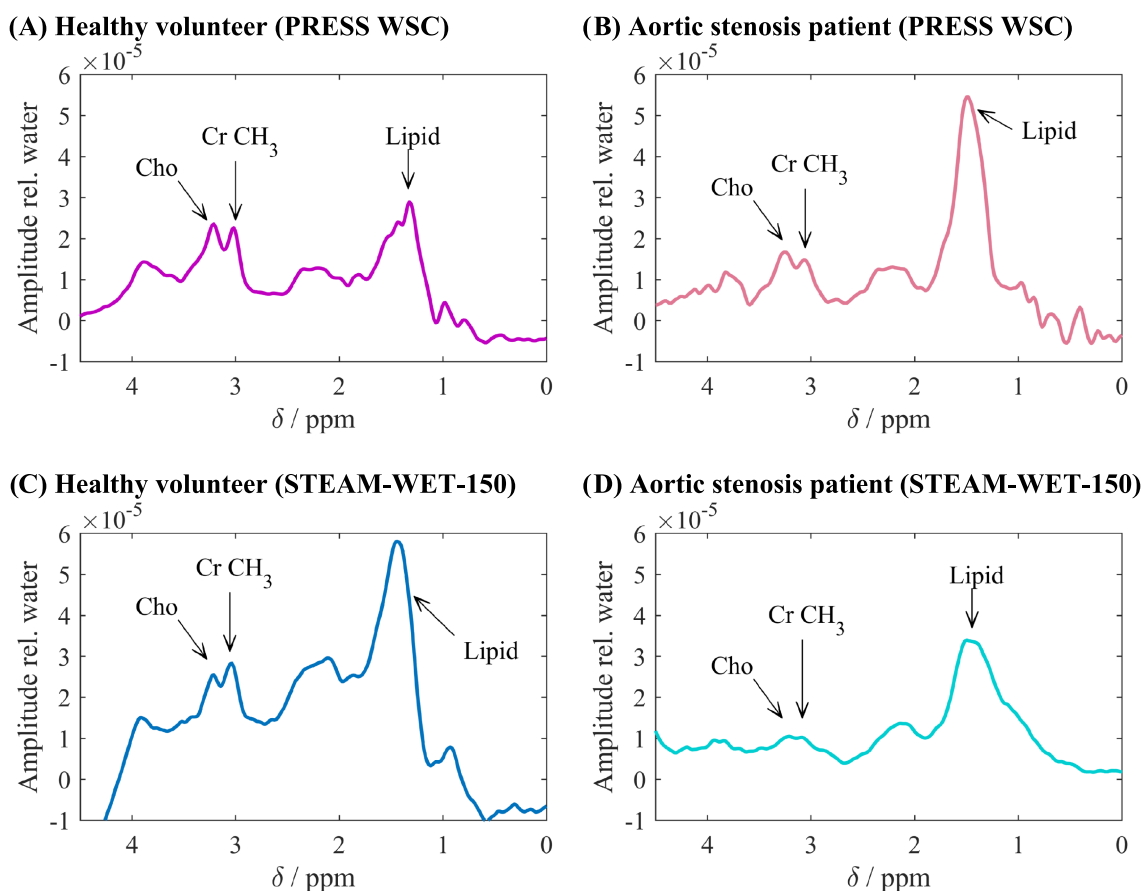 (A) Healthy volunteer (PRESS WSC)
×10⁻⁵
6
5
4
3
2
1
0
-1
Amplitude rel. water
Cho
Cr CH₃
Lipid
4 3 2 1 0
δ / ppm
(B) Aortic stenosis patient (PRESS WSC)
×10⁻⁵
6
5
4
3
2
1
0
-1
Amplitude rel. water
Cho
Cr CH₃
Lipid
4 3 2 1 0
δ / ppm
(C) Healthy volunteer (STEAM-WET-150)
×10⁻⁵
6
5
4
3
2
1
0
-1
Amplitude rel. water
Cho
Cr CH₃
Lipid
4 3 2 1 0
δ / ppm
(D) Aortic stenosis patient (STEAM-WET-150)
×10⁻⁵
6
5
4
3
2
1
0
-1
Amplitude rel. water
Cho
Cr CH₃
Lipid
4 3 2 1 0
δ / ppm